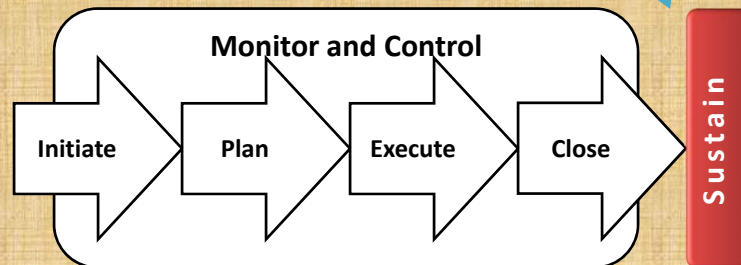 Monitor and Control
Initiate
Plan
Execute
Close
Sustain